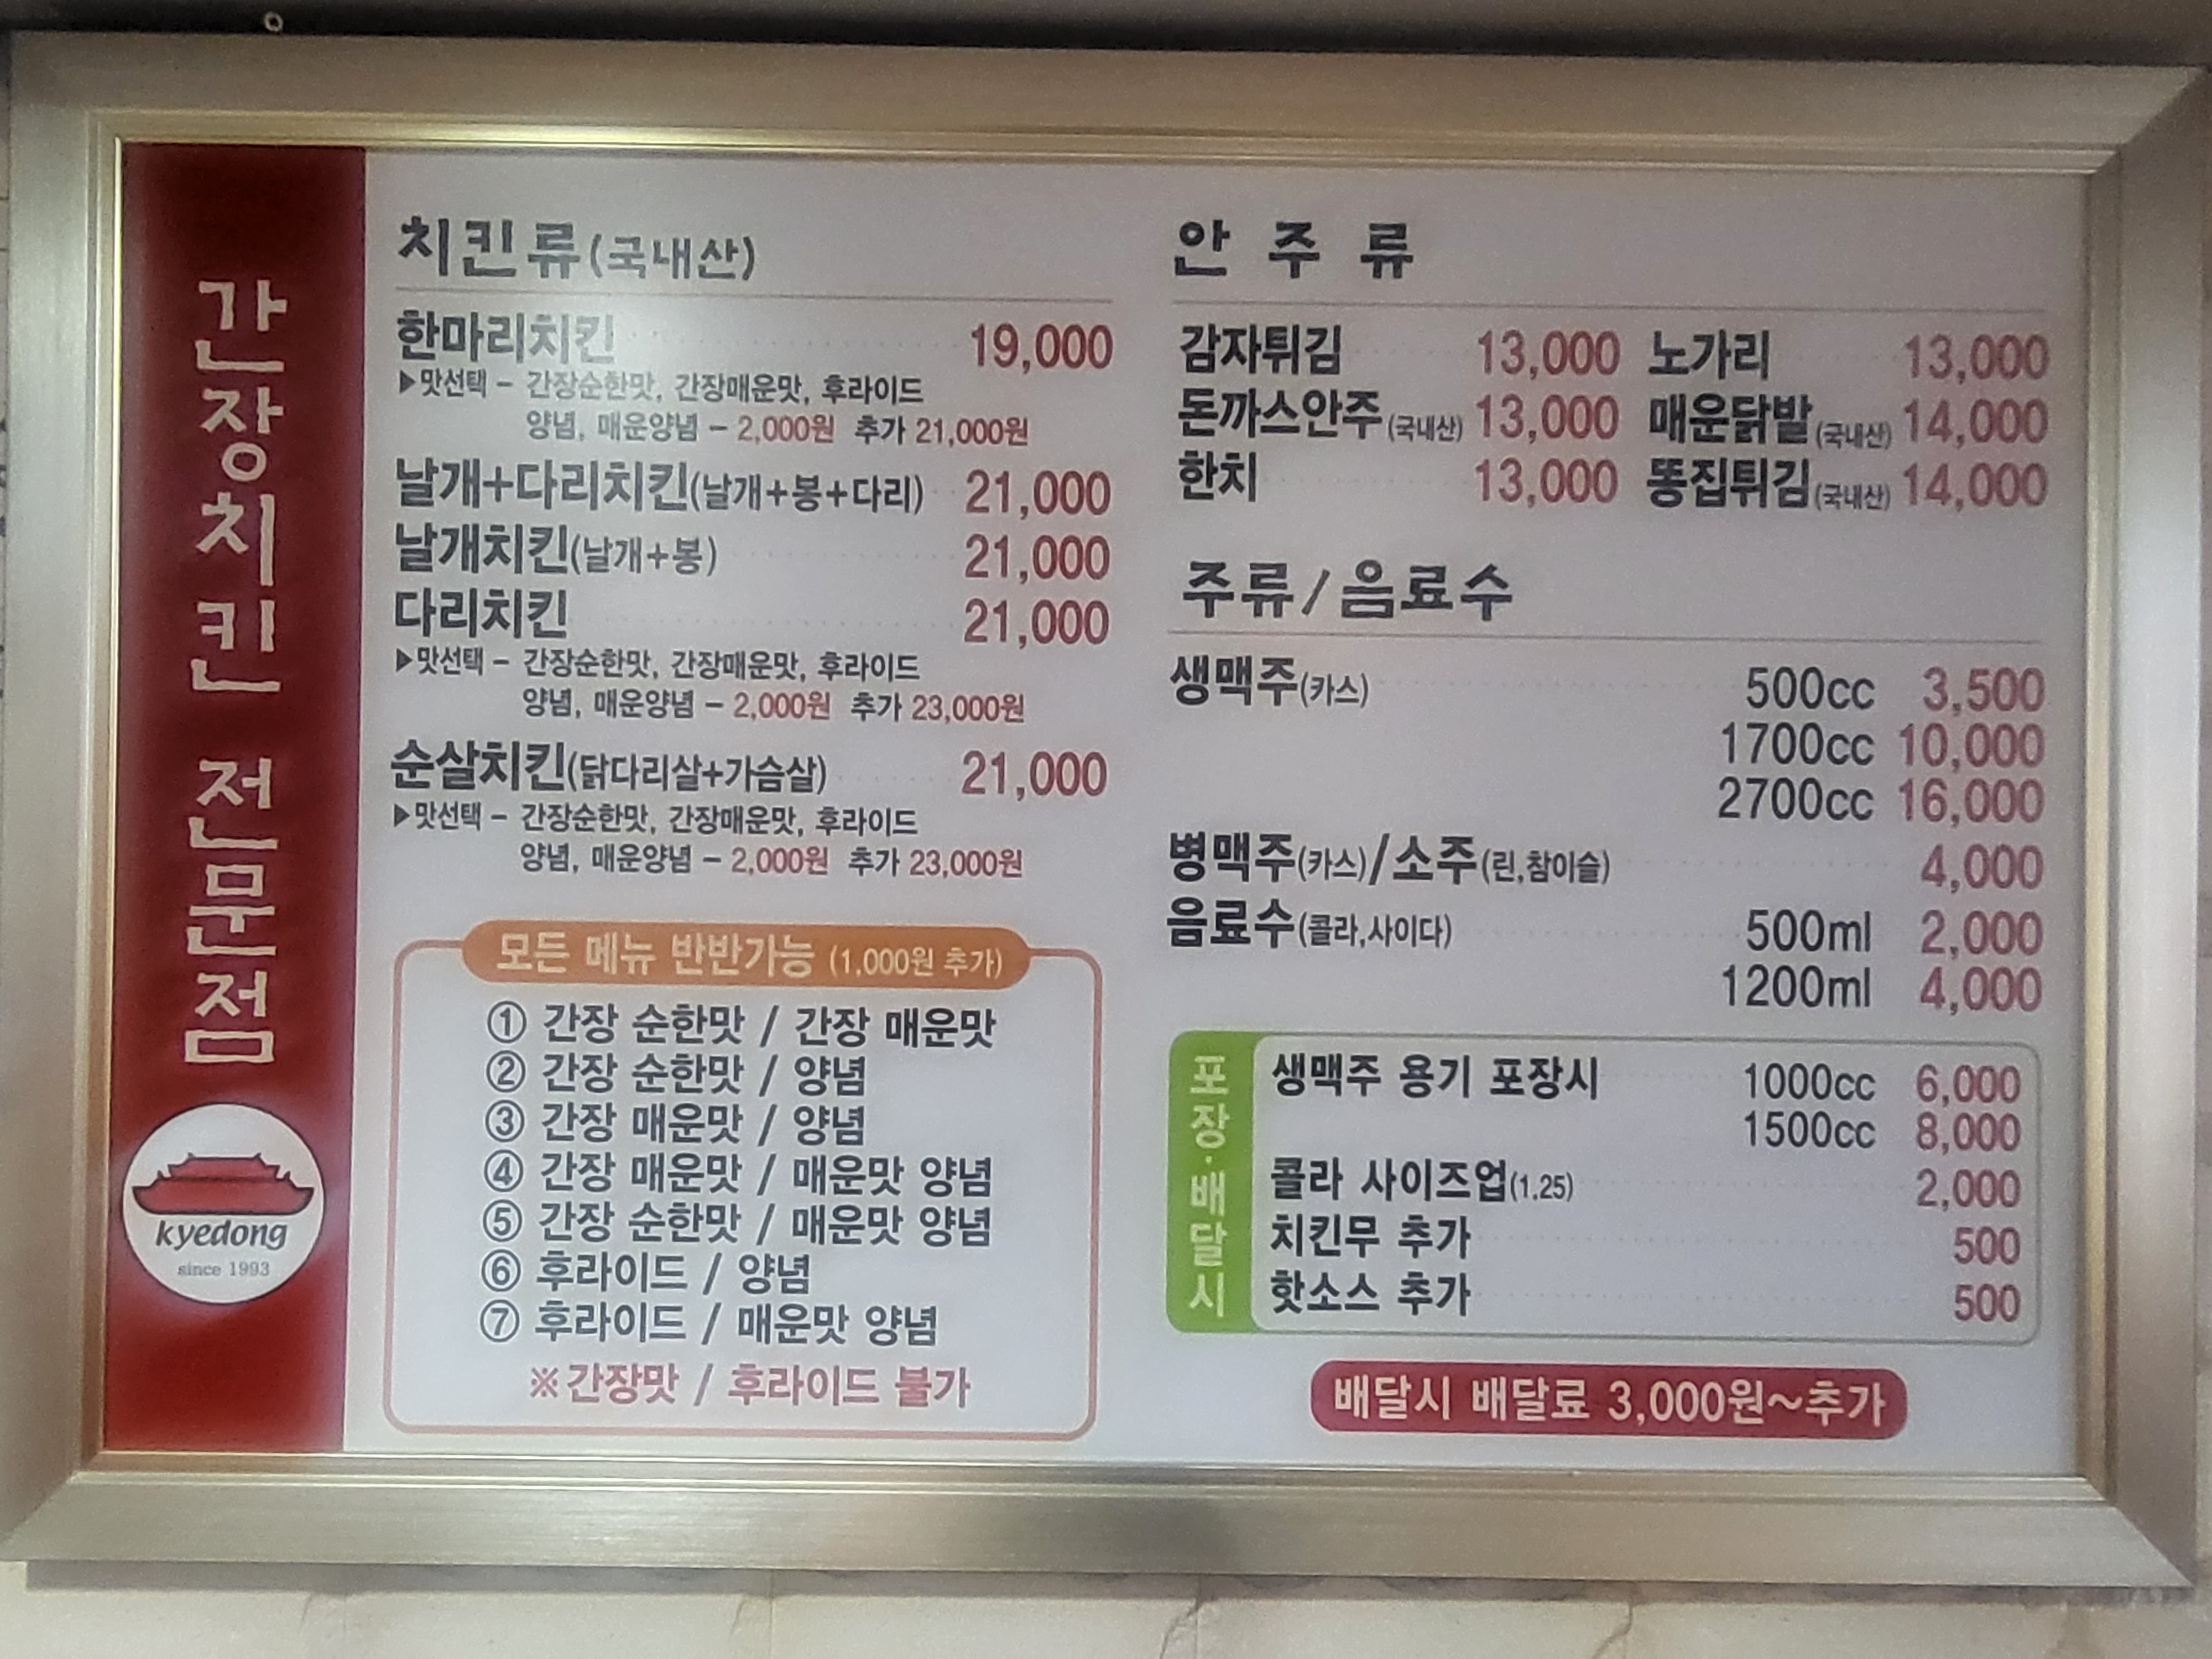 간장치킨 전문점
kyedong
since 1993
치킨류(국내산)
한마리치킨 19,000
▶맛선택 - 간장순한맛, 간장매운맛, 후라이드
양념, 매운양념 - 2,000원 추가 21,000원
날개+다리치킨(날개+봉+다리) 21,000
날개치킨(날개+봉) 21,000
다리치킨 21,000
▶맛선택 - 간장순한맛, 간장매운맛, 후라이드
양념, 매운양념 - 2,000원 추가 23,000원
순살치킨(닭다리살+가슴살) 21,000
▶맛선택 - 간장순한맛, 간장매운맛, 후라이드
양념, 매운양념 - 2,000원 추가 23,000원
모든 메뉴 반반가능 (1,000원 추가)
① 간장 순한맛 / 간장 매운맛
② 간장 순한맛 / 양념
③ 간장 매운맛 / 양념
④ 간장 매운맛 / 매운맛 양념
⑤ 간장 순한맛 / 매운맛 양념
⑥ 후라이드 / 양념
⑦ 후라이드 / 매운맛 양념
※간장맛 / 후라이드 불가
안주류
감자튀김 13,000 노가리 13,000
돈까스안주(국내산) 13,000 매운닭발(국내산) 14,000
한치 13,000 똥집튀김(국내산) 14,000
주류/음료수
생맥주(카스) 500cc 3,500
1700cc 10,000
2700cc 16,000
병맥주(카스)/소주(린,참이슬) 4,000
음료수(콜라,사이다) 500ml 2,000
1200ml 4,000
포장·배달시
생맥주 용기 포장시 1000cc 6,000
1500cc 8,000
콜라 사이즈업(1.25) 2,000
치킨무 추가 500
핫소스 추가 500
배달시 배달료 3,000원~추가